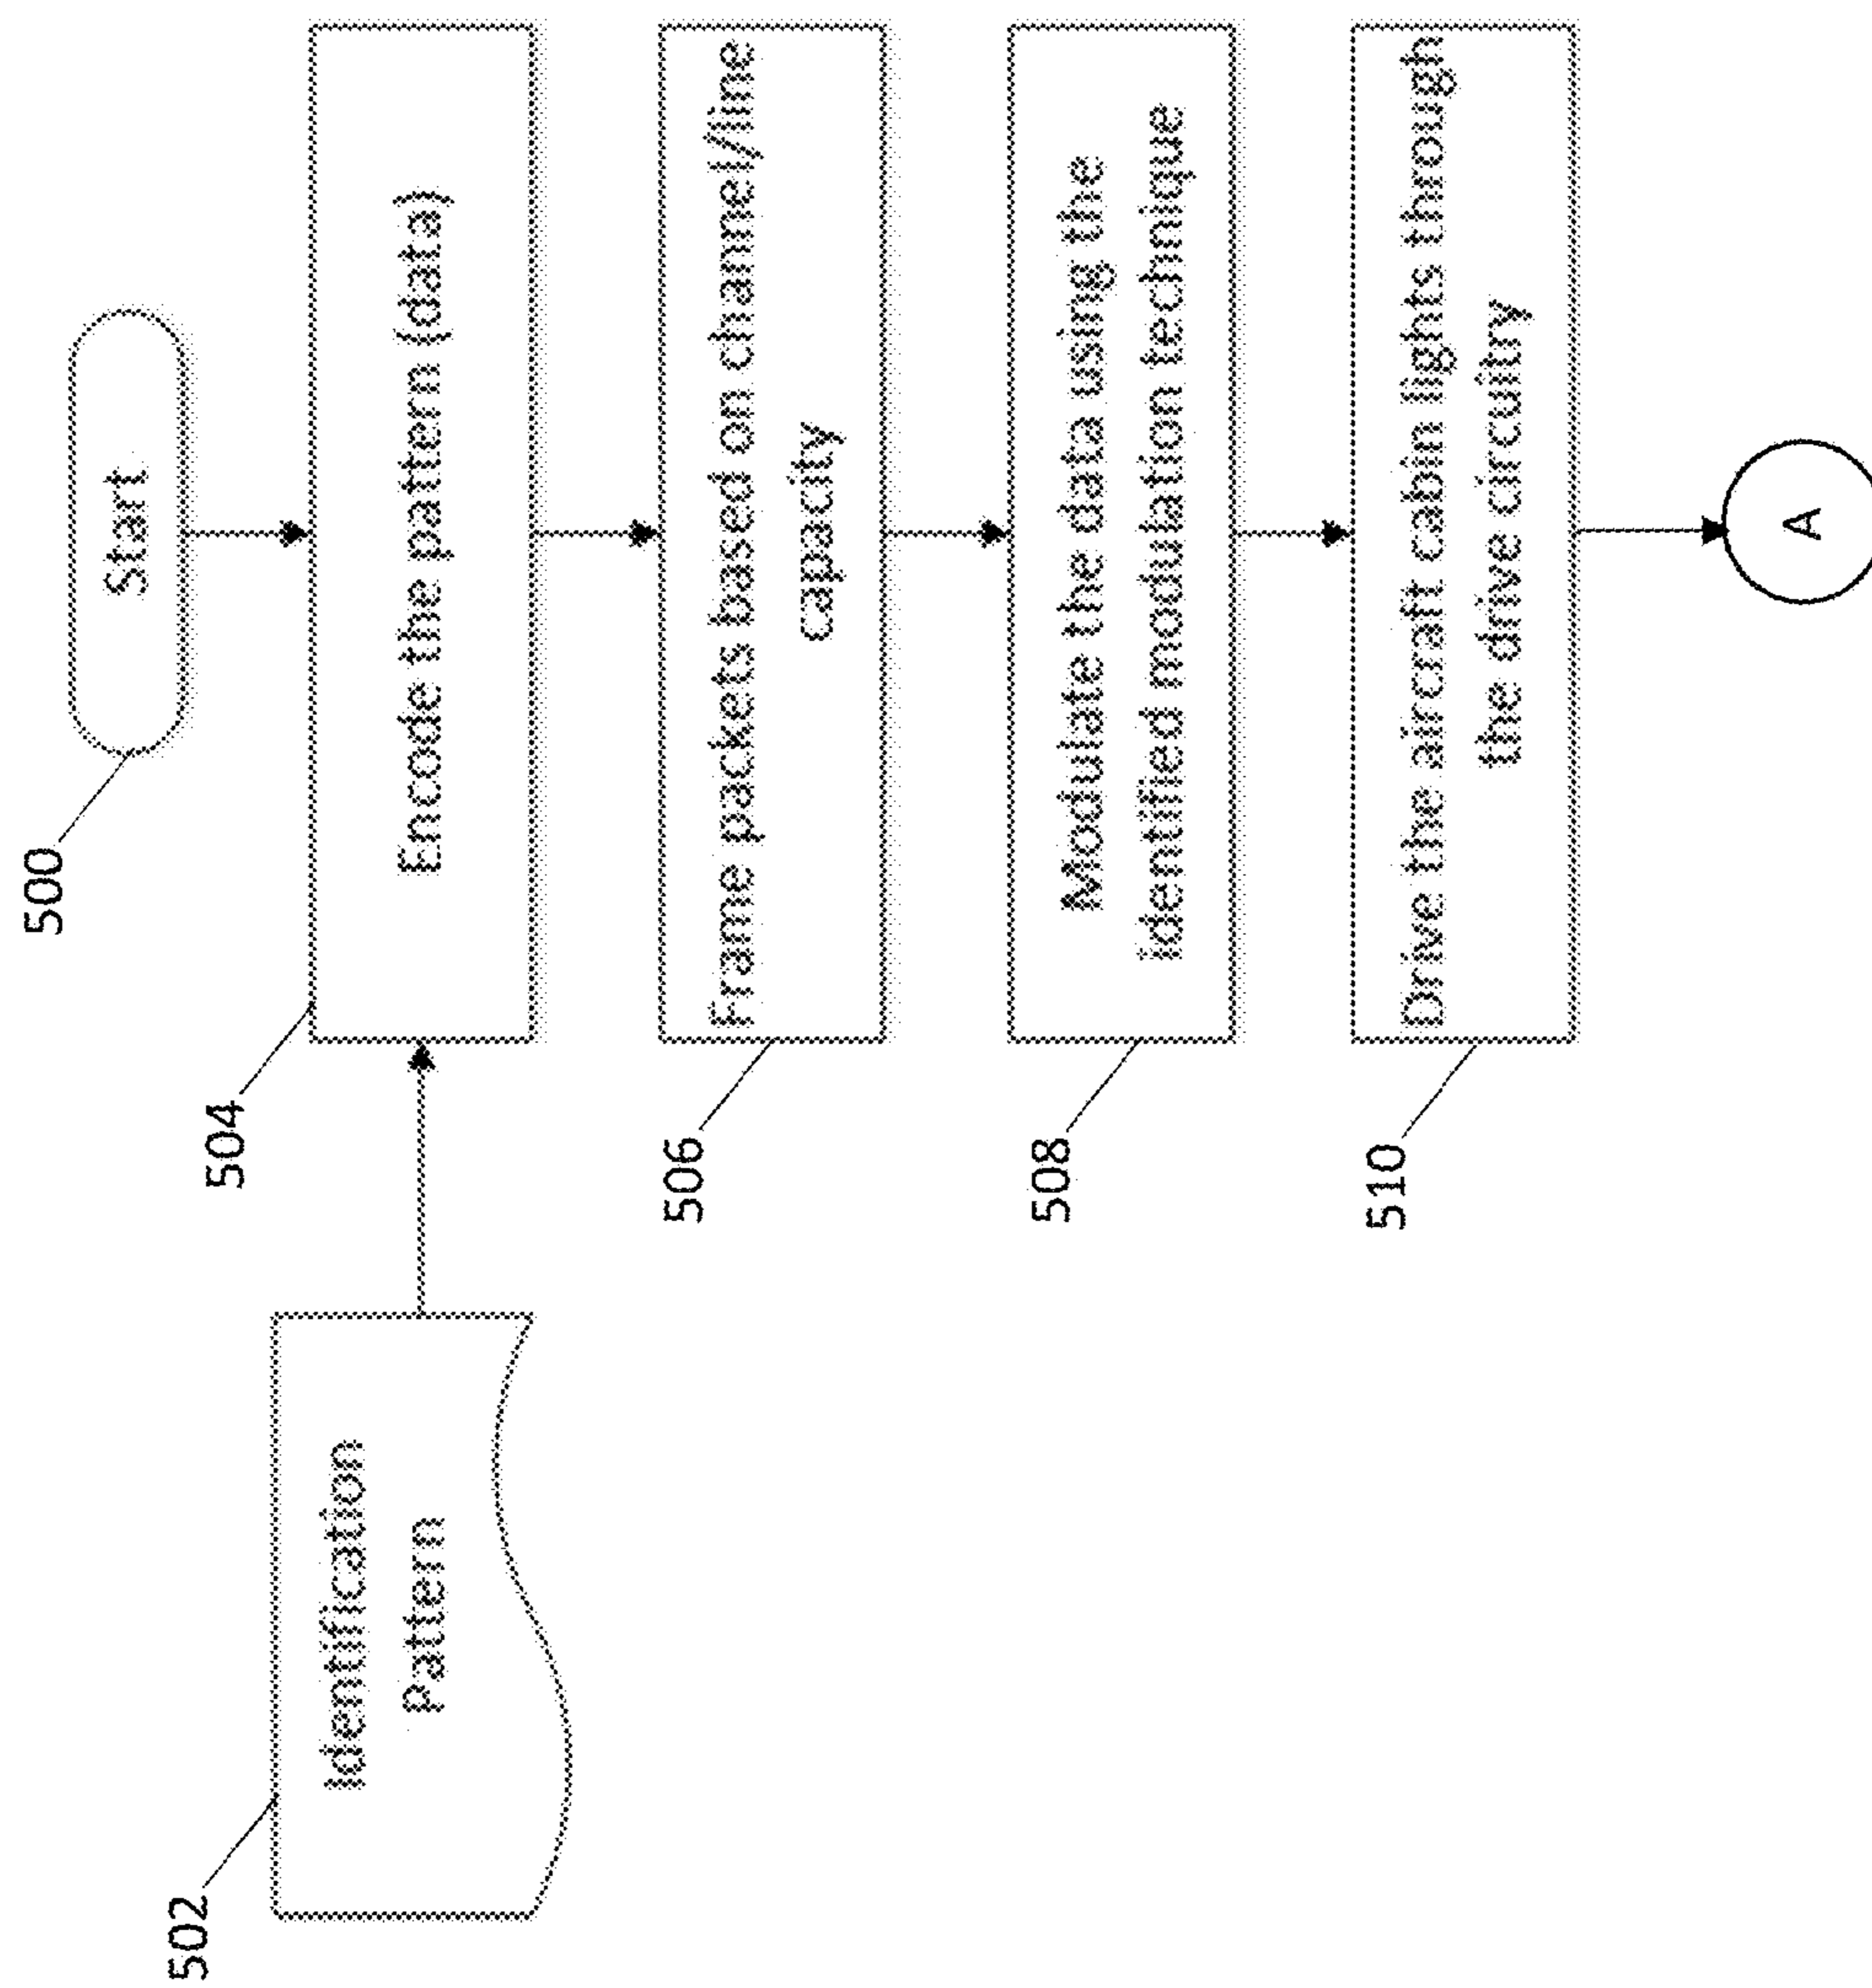 500
Start
502
Identification
Pattern
504
Encode the pattern (data)
506
Frame packets based on channel/line
capacity
508
Modulate the data using the
identified modulation technique
510
Drive the aircraft cabin lights through
the drive circuitry
A